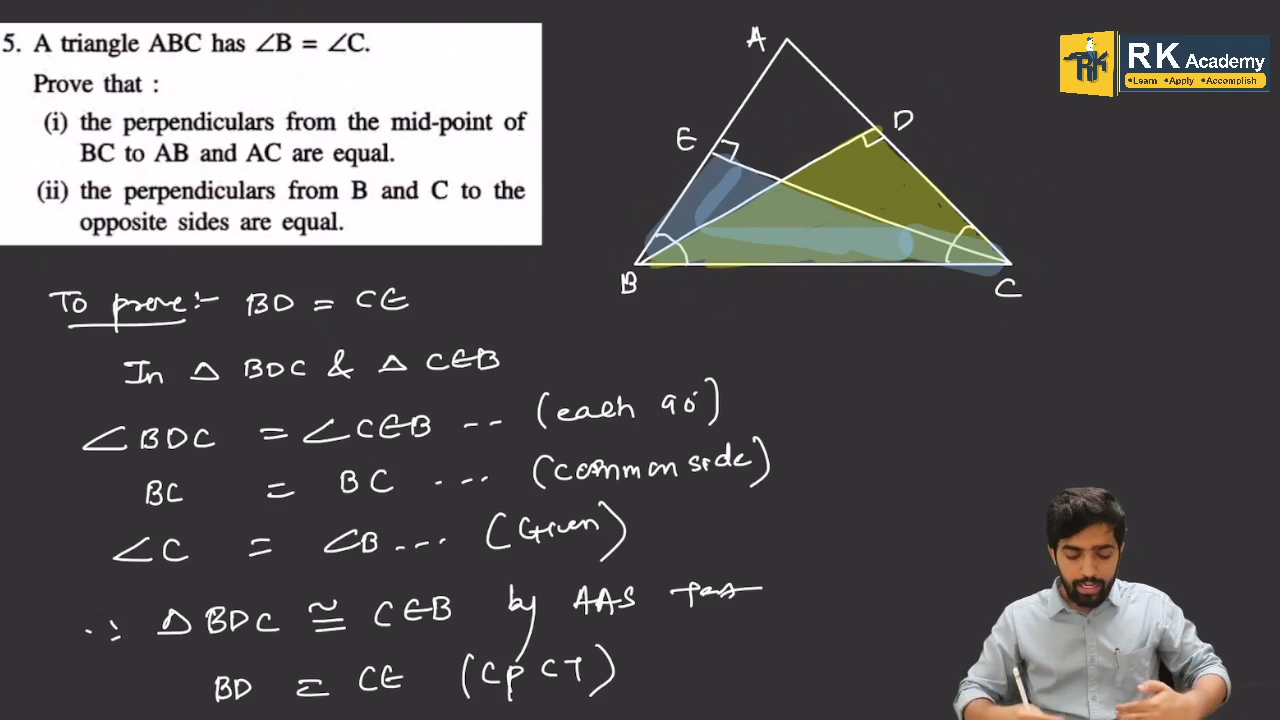 5. A triangle ABC has ∠B = ∠C.
Prove that :
(i) the perpendiculars from the mid-point of
BC to AB and AC are equal.
(ii) the perpendiculars from B and C to the
opposite sides are equal.
A
E
D
B
C
RK
RK Academy
•Learn •Apply •Accomplish
To prove:- BD = CE
In △ BDC & △ CEB
∠BDC = ∠CEB -- (each 90°)
BC = BC ... (common side)
∠C = ∠B ... (Given)
∴ △ BDC ≅ CEB by AAS test
BD = CE (CPCT)